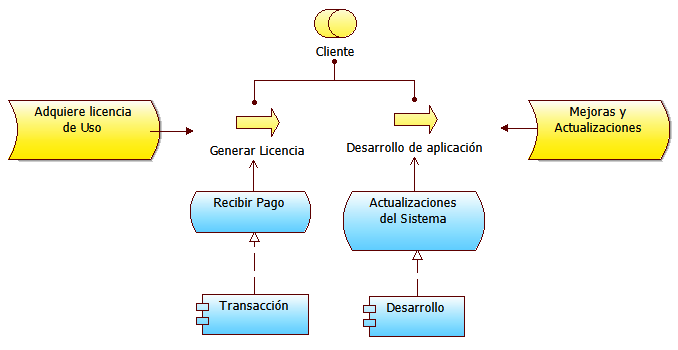 Cliente
Adquiere licencia
de Uso
Mejoras y
Actualizaciones
Generar Licencia
Desarrollo de aplicación
Recibir Pago
Actualizaciones
del Sistema
Transacción
Desarrollo